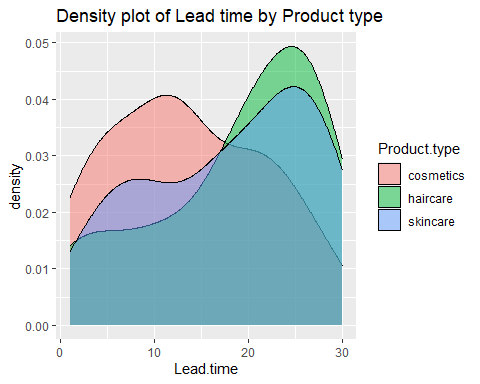 Density plot of Lead time by Product type
density
0.05
0.04
0.03
0.02
0.01
0.00
0
10
20
30
Lead.time
Product.type
cosmetics
haircare
skincare